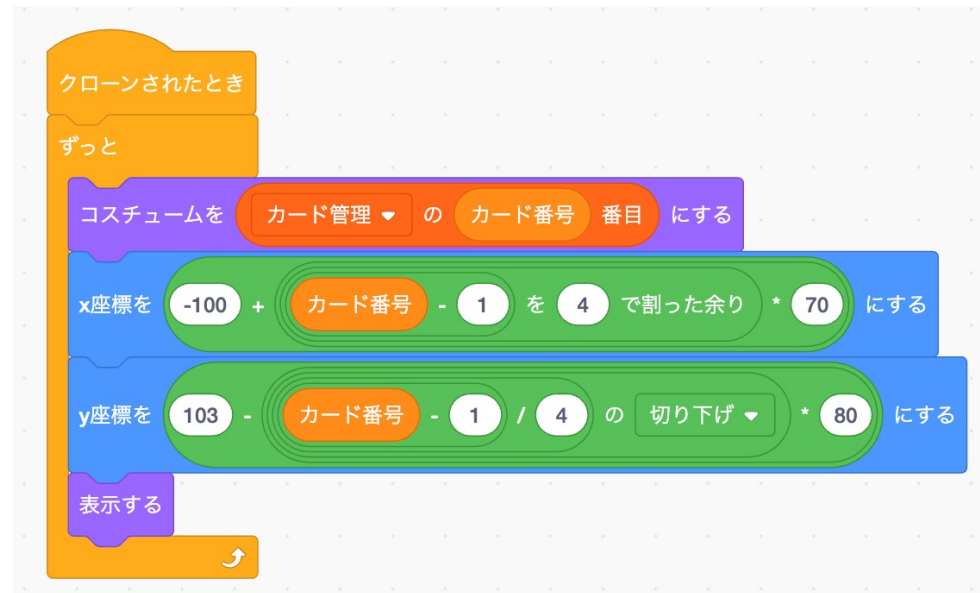 クローンされたとき
ずっと
コスチュームを カード管理 の カード番号 番目 にする
x座標を -100 + カード番号 - 1 を 4 で割った余り * 70 にする
y座標を 103 - カード番号 - 1 / 4 の 切り下げ * 80 にする
表示する